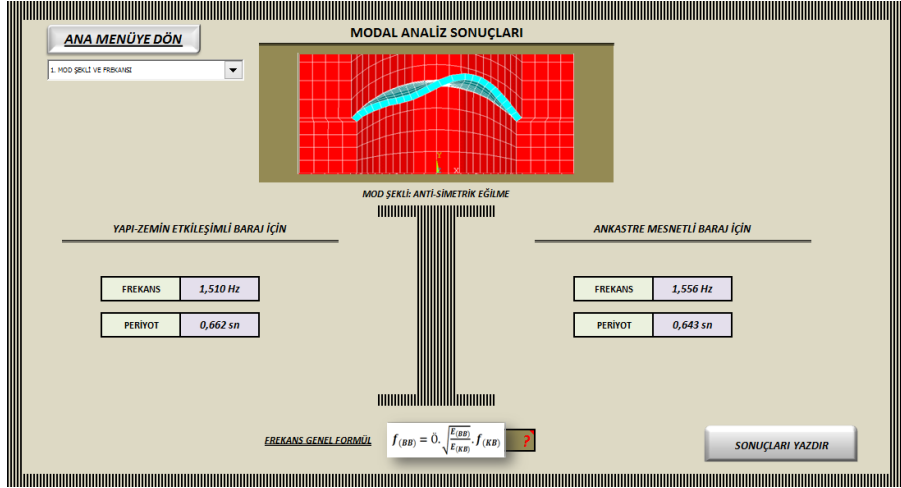 ANA MENÜYE DÖN
MODAL ANALİZ SONUÇLARI
1. MOD ŞEKLİ VE FREKANSI
Y
X
MOD ŞEKLİ: ANTİ-SİMETRİK EĞİLME
YAPI-ZEMİN ETKİLEŞİMLİ BARAJ İÇİN
ANKASTRE MESNETLİ BARAJ İÇİN
FREKANS 1,510 Hz
FREKANS 1,556 Hz
PERİYOT 0,662 sn
PERİYOT 0,643 sn
FREKANS GENEL FORMÜL f(BB) = Ö. √E(BB)/E(KB) . f(KB) ?
SONUÇLARI YAZDIR